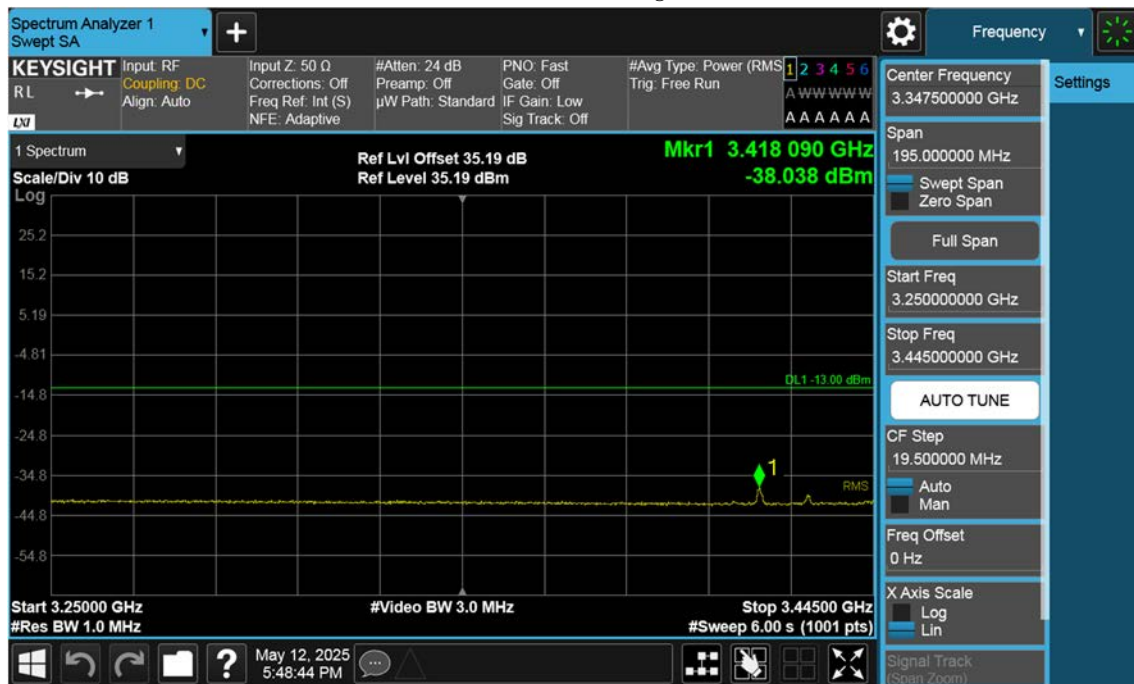 Spectrum Analyzer 1
Swept SA
Frequency
KEYSIGHT
RL
LXI
Input: RF
Coupling: DC
Align: Auto
Input Z: 50 Ω
Corrections: Off
Freq Ref: Int (S)
NFE: Adaptive
#Atten: 24 dB
Preamp: Off
µW Path: Standard
PNO: Fast
Gate: Off
IF Gain: Low
Sig Track: Off
#Avg Type: Power (RMS
Trig: Free Run
1 2 3 4 5 6
A W W W W W
A A A A A A
1 Spectrum
Scale/Div 10 dB
Ref Lvl Offset 35.19 dB
Ref Level 35.19 dBm
Mkr1 3.418 090 GHz
-38.038 dBm
Log
25.2
15.2
5.19
-4.81
DL1 -13.00 dBm
-14.8
-24.8
1
-34.8
RMS
-44.8
-54.8
Start 3.25000 GHz
#Video BW 3.0 MHz
Stop 3.44500 GHz
#Res BW 1.0 MHz
#Sweep 6.00 s (1001 pts)
?
May 12, 2025
5:48:44 PM
Center Frequency
3.347500000 GHz
Settings
Span
195.000000 MHz
Swept Span
Zero Span
Full Span
Start Freq
3.250000000 GHz
Stop Freq
3.445000000 GHz
AUTO TUNE
CF Step
19.500000 MHz
Auto
Man
Freq Offset
0 Hz
X Axis Scale
Log
Lin
Signal Track
(Span Zoom)